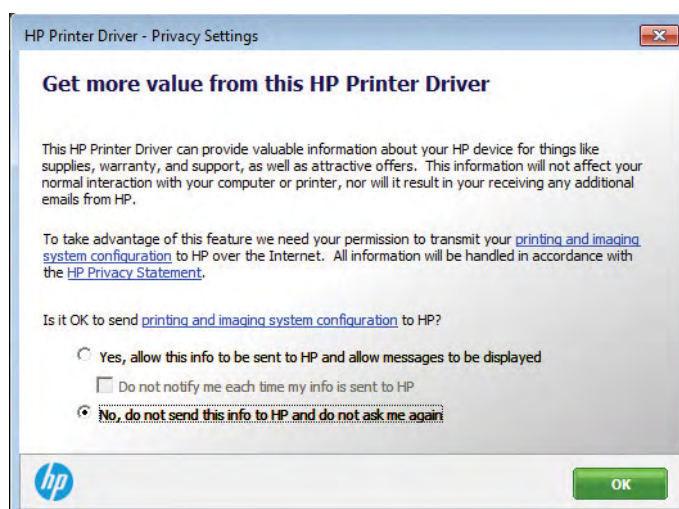 HP Printer Driver - Privacy Settings
Get more value from this HP Printer Driver
This HP Printer Driver can provide valuable information about your HP device for things like
supplies, warranty, and support, as well as attractive offers. This information will not affect your
normal interaction with your computer or printer, nor will it result in your receiving any additional
emails from HP.
To take advantage of this feature we need your permission to transmit your printing and imaging
system configuration to HP over the Internet. All information will be handled in accordance with
the HP Privacy Statement.
Is it OK to send printing and imaging system configuration to HP?
Yes, allow this info to be sent to HP and allow messages to be displayed
Do not notify me each time my info is sent to HP
No, do not send this info to HP and do not ask me again
hp
OK